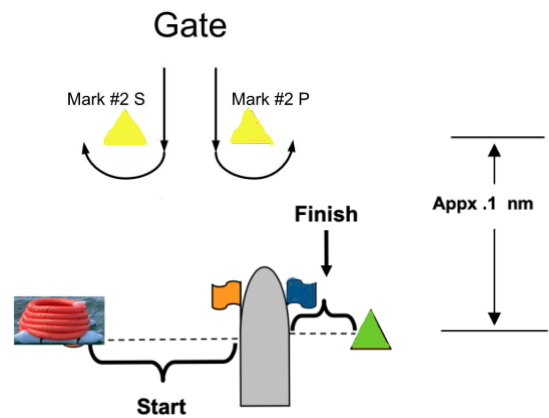 Gate
Mark #2 S
Mark #2 P
Appx .1 nm
Finish
Start